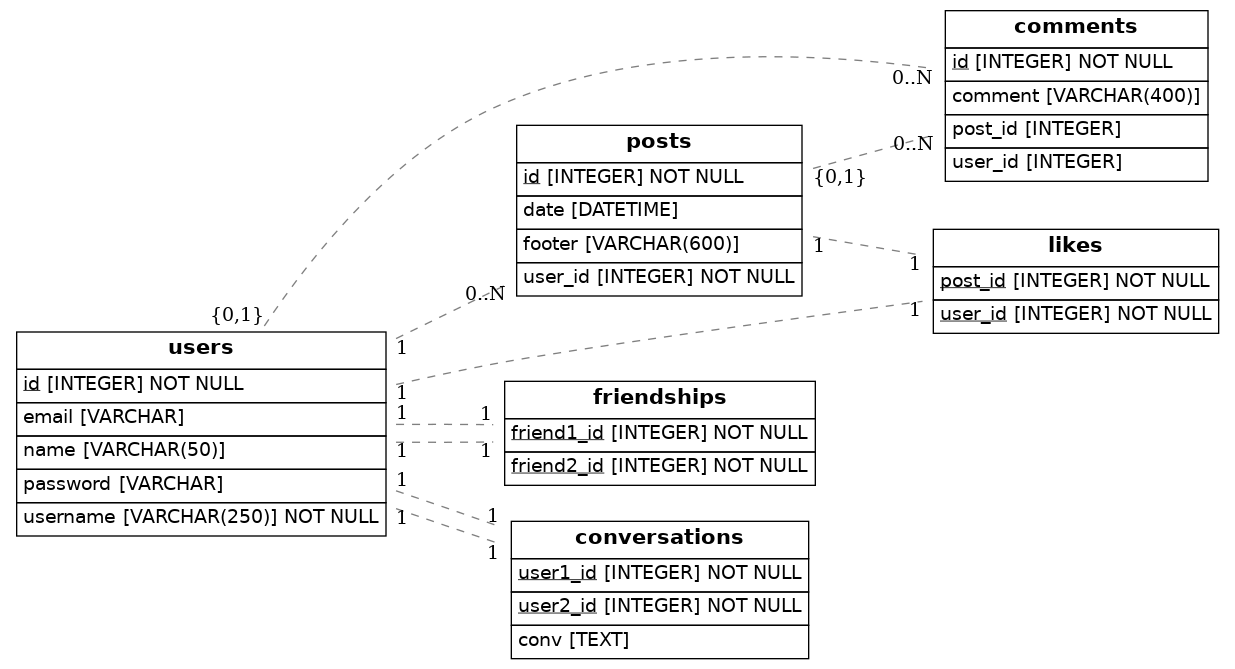 comments
id [INTEGER] NOT NULL
comment [VARCHAR(400)]
post_id [INTEGER]
user_id [INTEGER]
0..N
0..N
posts
id [INTEGER] NOT NULL
date [DATETIME]
footer [VARCHAR(600)]
user_id [INTEGER] NOT NULL
{0,1}
1
0..N
likes
post_id [INTEGER] NOT NULL
user_id [INTEGER] NOT NULL
1
1
{0,1}
users
id [INTEGER] NOT NULL
email [VARCHAR]
name [VARCHAR(50)]
password [VARCHAR]
username [VARCHAR(250)] NOT NULL
1
1
1
1
1
1
friendships
friend1_id [INTEGER] NOT NULL
friend2_id [INTEGER] NOT NULL
1
1
conversations
user1_id [INTEGER] NOT NULL
user2_id [INTEGER] NOT NULL
conv [TEXT]
1
1